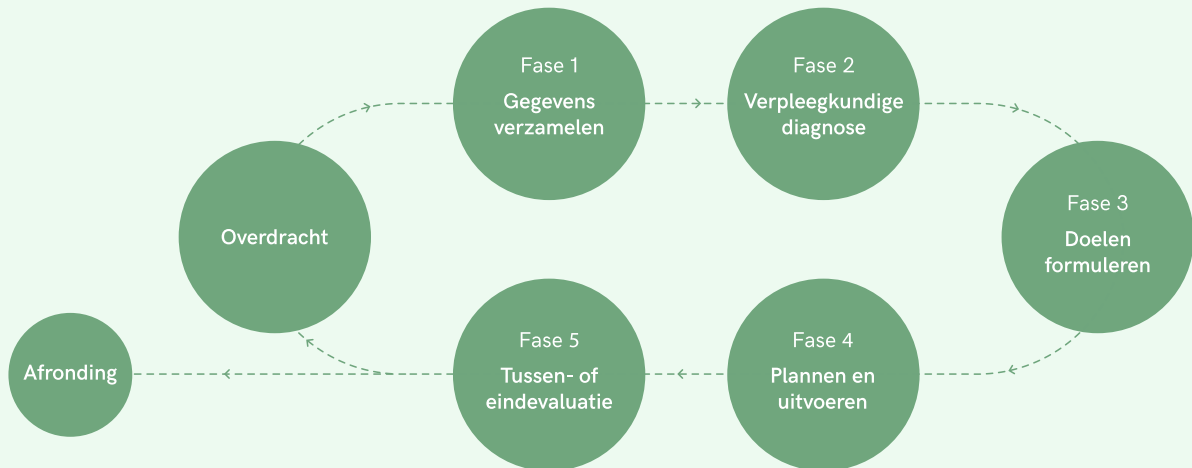 Fase 1
Gegevens
verzamelen
Fase 2
Verpleegkundige
diagnose
Fase 3
Doelen
formuleren
Fase 4
Plannen en
uitvoeren
Fase 5
Tussen- of
eindevaluatie
Overdracht
Afronding